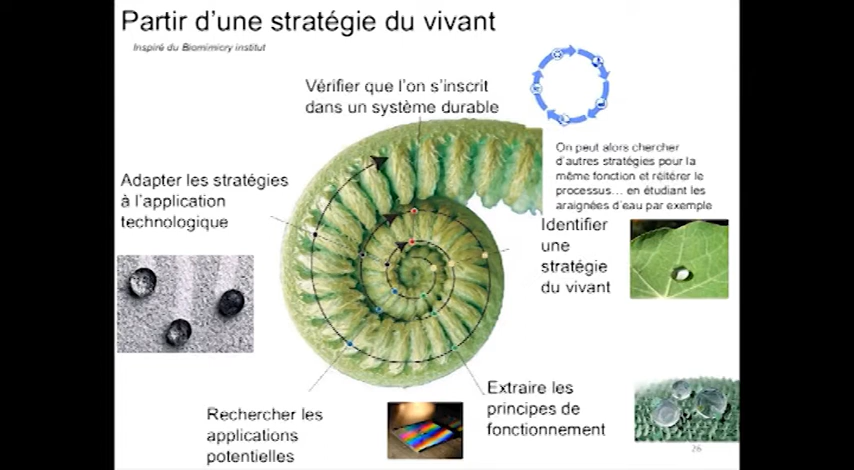 Partir d'une stratégie du vivant
Inspiré du Biomimicry institut
Vérifier que l'on s'inscrit
dans un système durable
On peut alors chercher
d'autres stratégies pour la
même fonction et réitérer le
processus... en étudiant les
araignées d'eau par exemple
Adapter les stratégies
à l'application
technologique
Identifier
une
stratégie
du vivant
Extraire les
principes de
fonctionnement
Rechercher les
applications
potentielles
26